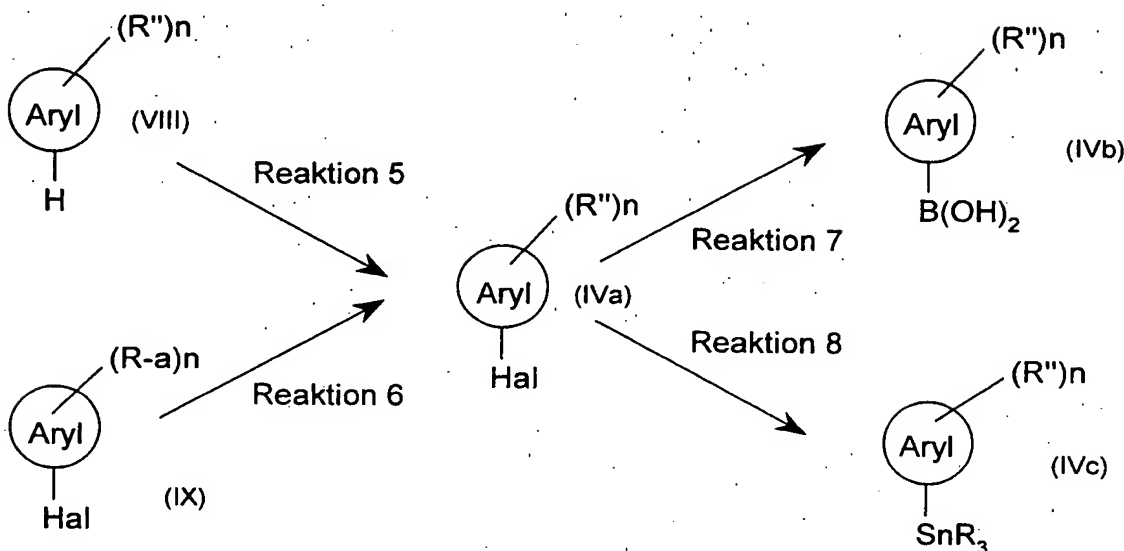 (R")n
Aryl
(VIII)
H
Reaktion 5
(R-a)n
Aryl
Reaktion 6
(IX)
Hal
(R")n
Aryl
(IVa)
Hal
Reaktion 7
Reaktion 8
(R")n
Aryl
(IVb)
B(OH)₂
(R")n
Aryl
(IVc)
SnR₃